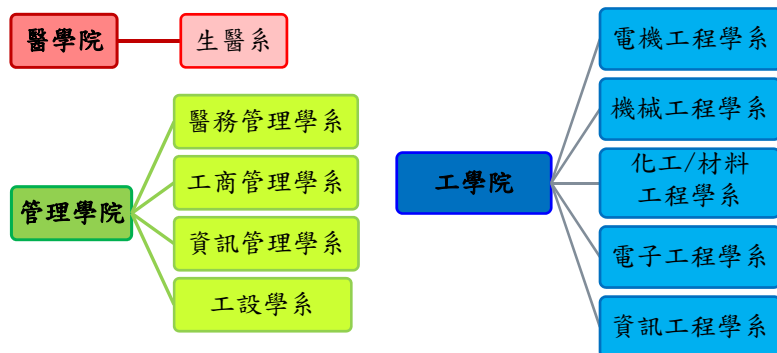 醫學院
生醫系
管理學院
醫務管理學系
工商管理學系
資訊管理學系
工設學系
工學院
電機工程學系
機械工程學系
化工/材料
工程學系
電子工程學系
資訊工程學系